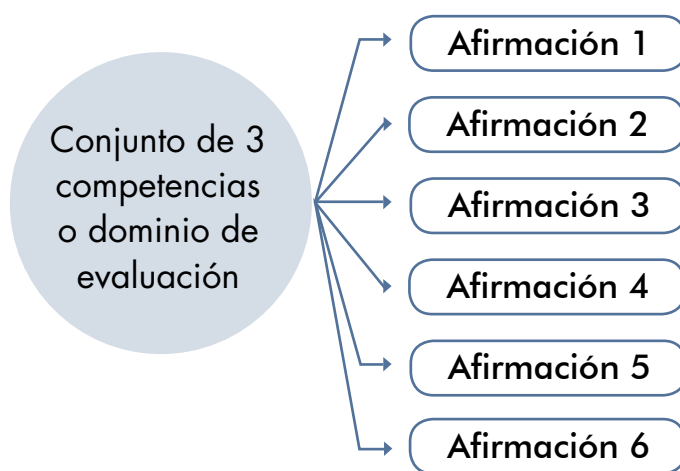 Conjunto de 3
competencias
o dominio de
evaluación
Afirmación 1
Afirmación 2
Afirmación 3
Afirmación 4
Afirmación 5
Afirmación 6